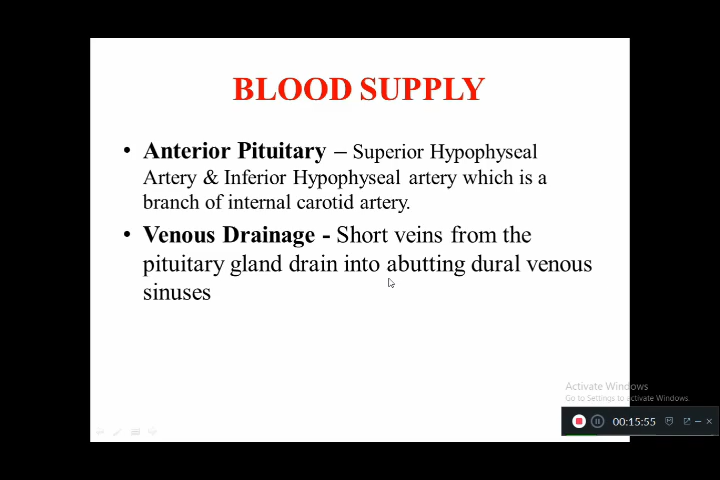 BLOOD SUPPLY
• Anterior Pituitary – Superior Hypophyseal
Artery & Inferior Hypophyseal artery which is a
branch of internal carotid artery.
• Venous Drainage - Short veins from the
pituitary gland drain into abutting dural venous
sinuses
Activate Windows
Go to Settings to activate Windows.
00:15:55